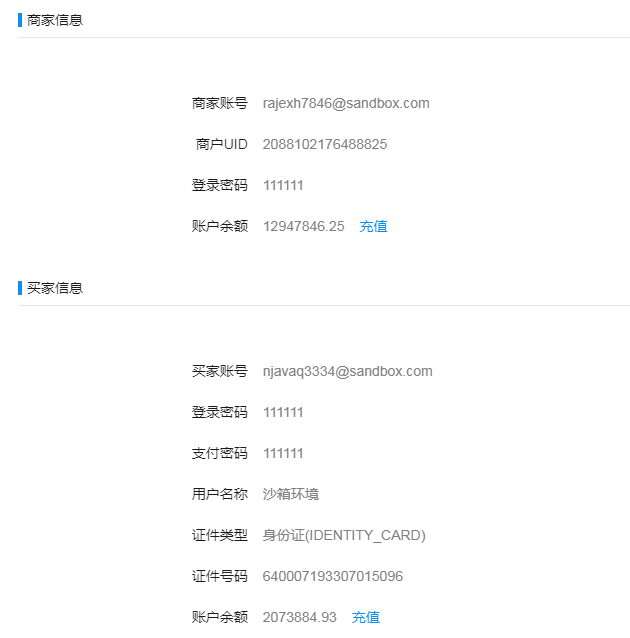 商家信息
商家账号 rajexh7846@sandbox.com
商户UID 2088102176488825
登录密码 111111
账户余额 12947846.25 充值
买家信息
买家账号 njavaq3334@sandbox.com
登录密码 111111
支付密码 111111
用户名称 沙箱环境
证件类型 身份证(IDENTITY_CARD)
证件号码 640007193307015096
账户余额 2073884.93 充值